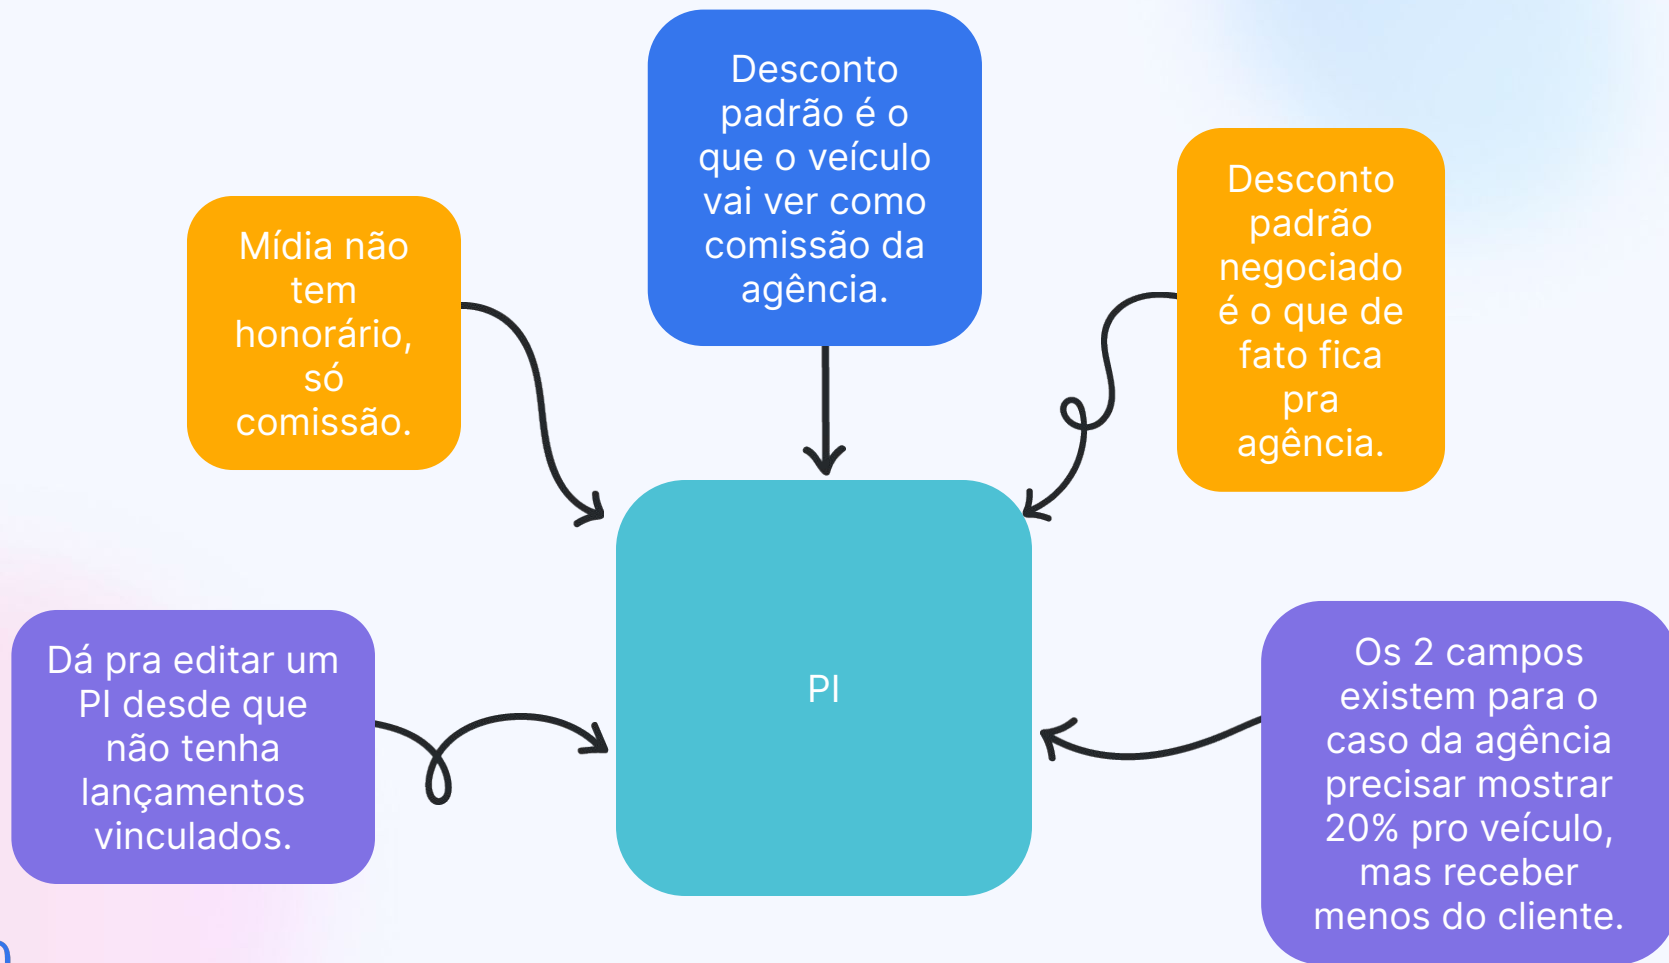 Desconto
padrão é o
que o veículo
vai ver como
comissão da
agência.
Mídia não
tem
honorário,
só
comissão.
Desconto
padrão
negociado
é o que de
fato fica
pra
agência.
Dá pra editar um
PI desde que
não tenha
lançamentos
vinculados.
PI
Os 2 campos
existem para o
caso da agência
precisar mostrar
20% pro veículo,
mas receber
menos do cliente.